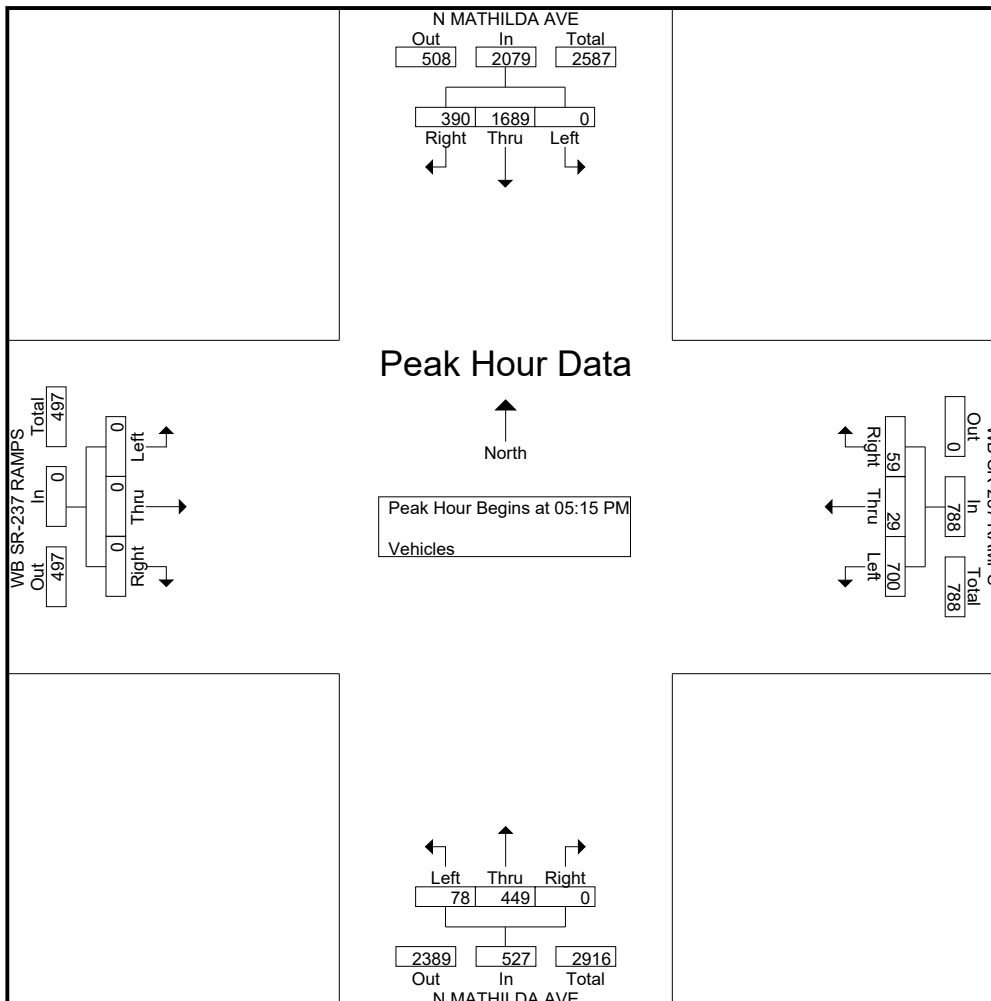 N MATHILDA AVE
Out In Total
508 2079 2587
390 1689 0
Right Thru Left
Peak Hour Data
North
Peak Hour Begins at 05:15 PM
Vehicles
WB SR-237 RAMPS
Out In Total
497 0 497
Right Thru Left
0 0 0
Out In Total
0 788 788
Right Thru Left
59 29 700
Left Thru Right
78 449 0
2389 527 2916
Out In Total
N MATHILDA AVE